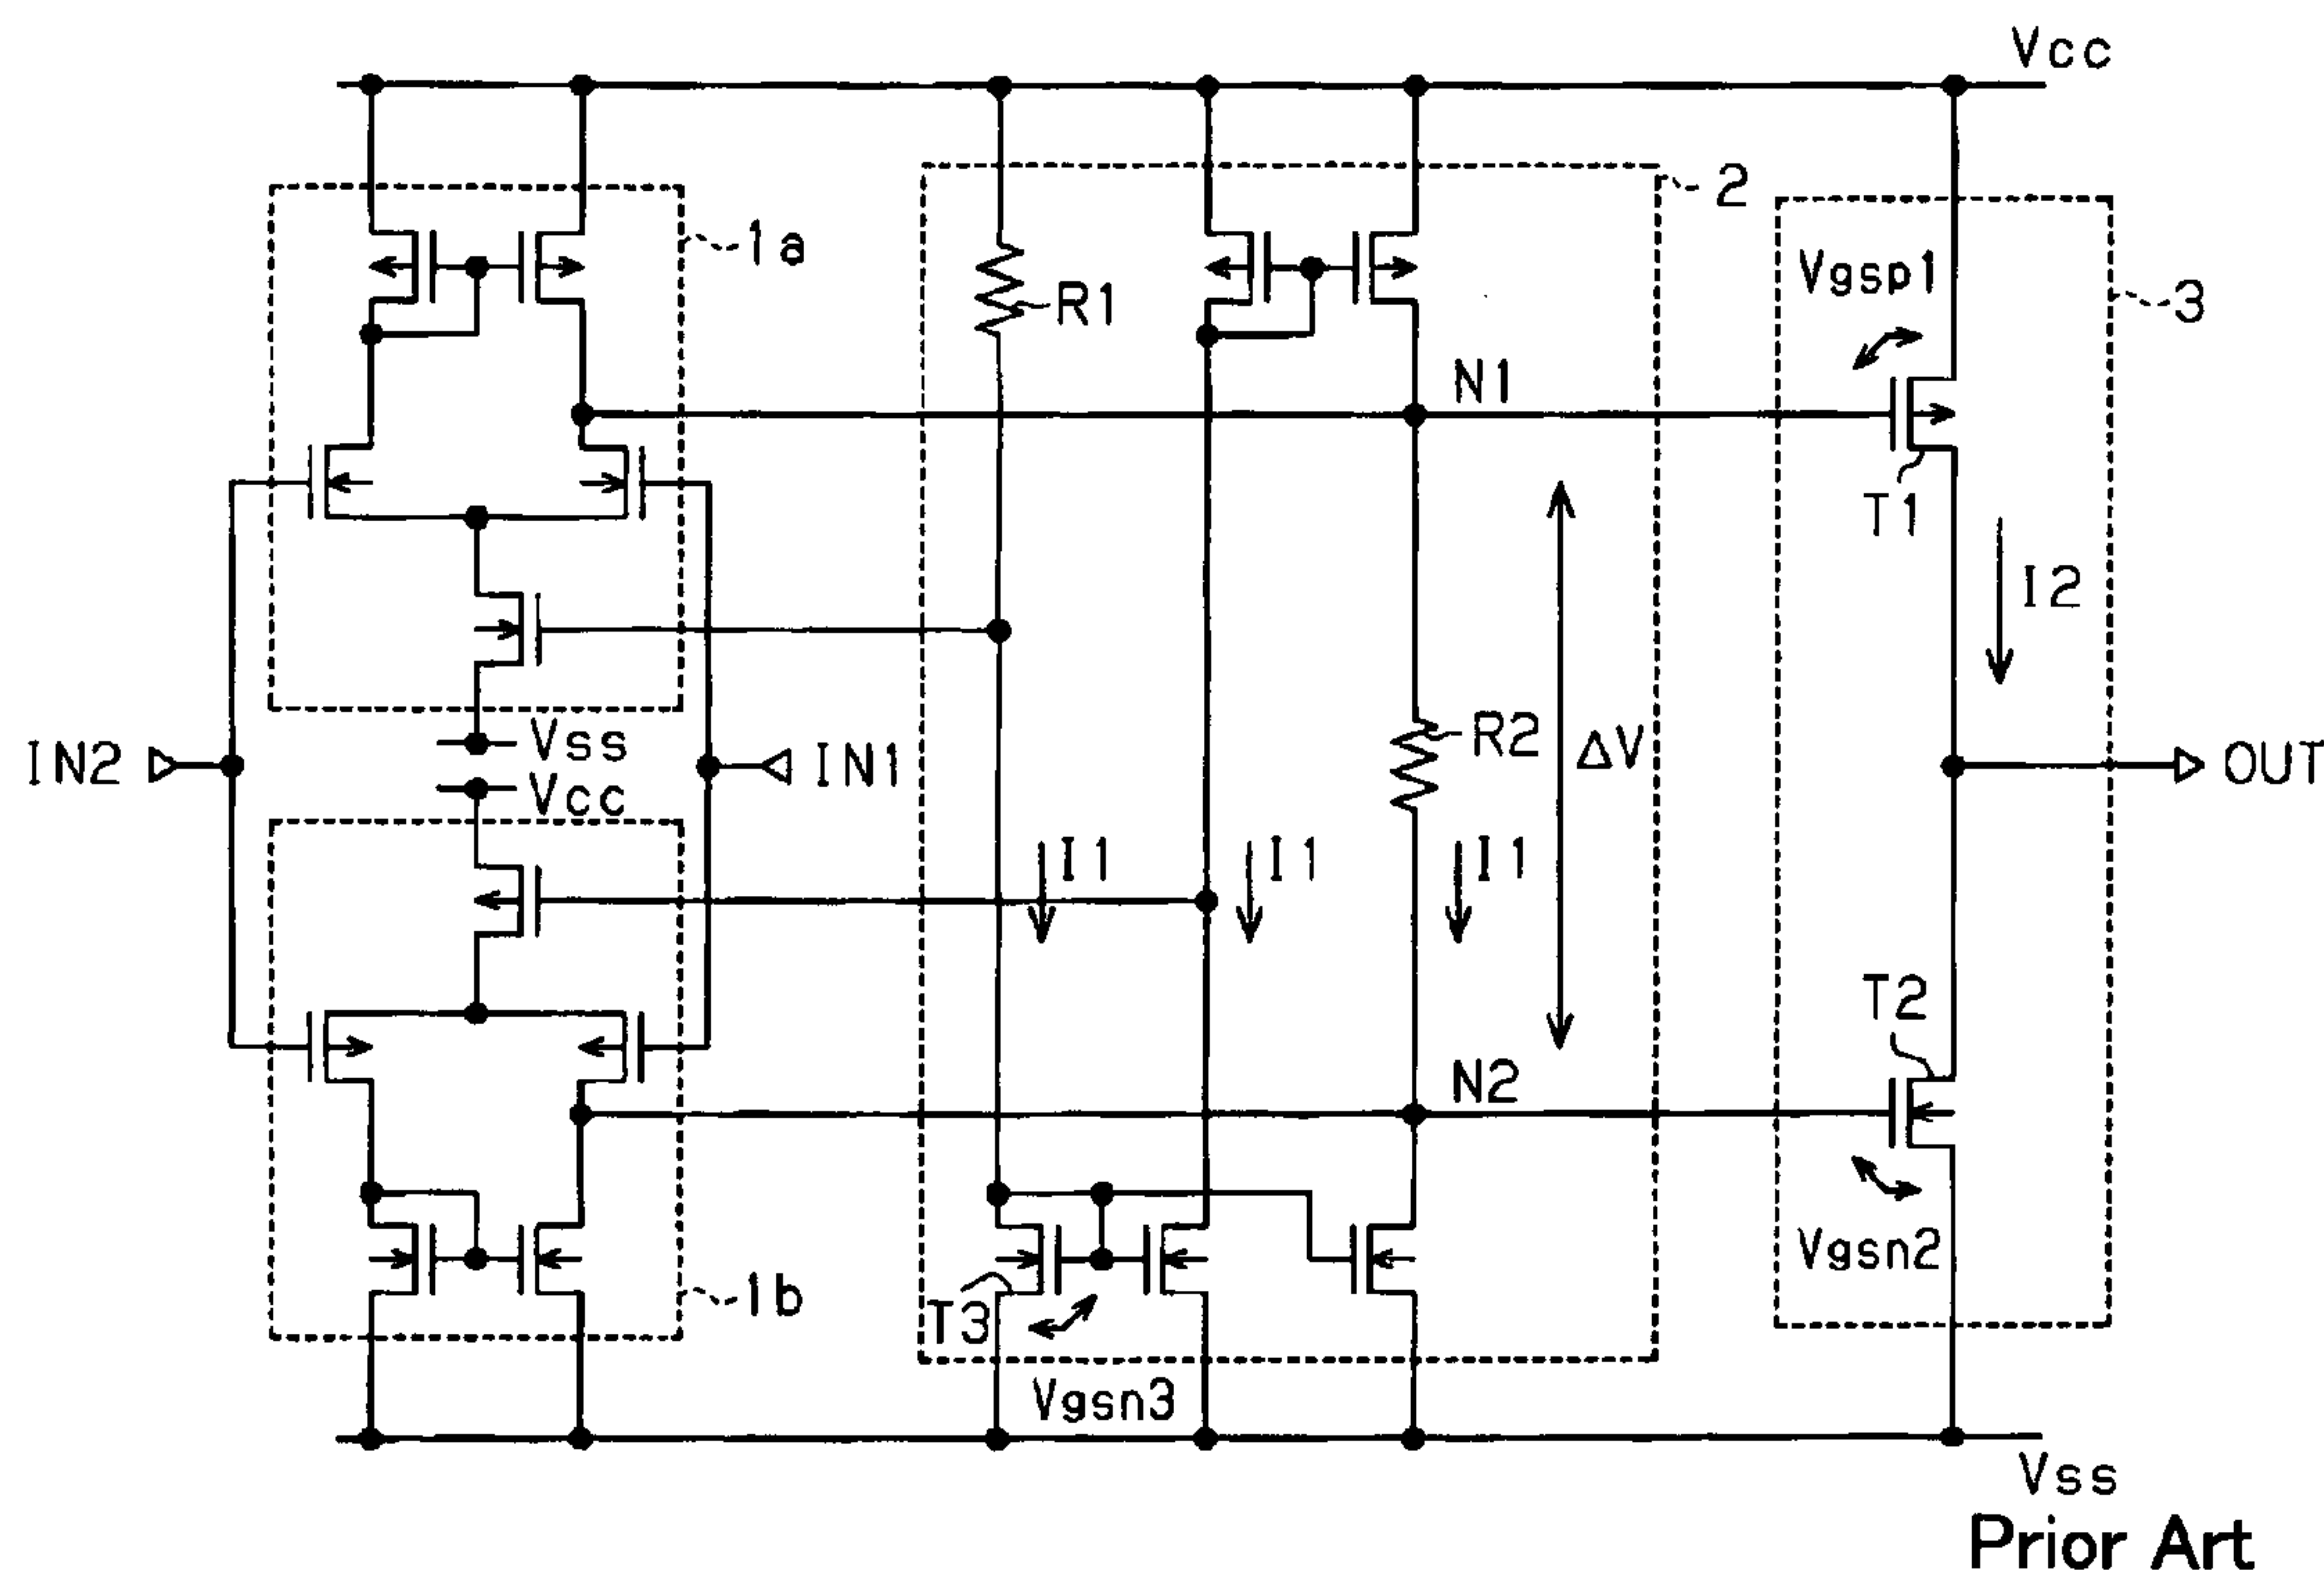 Vcc
2
1a
Vgsp1
3
R1
N1
T1
I2
Vss
R2
ΔV
IN2
IN1
OUT
Vcc
I1
I1
I1
T2
N2
Vgsn2
1b
T3
Vgsn3
Vss
Prior Art